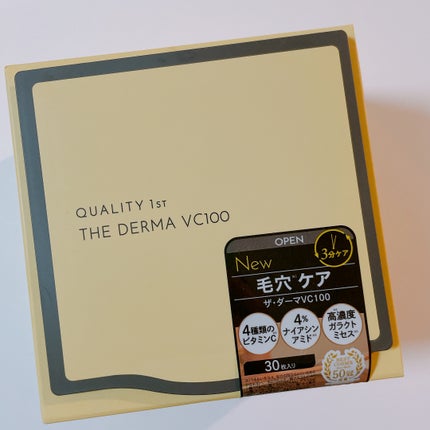 QUALITY 1ST
THE DERMA VC100
OPEN
3分ケア
New
毛穴ケア
ザ・ダーマVC100
4種類の
ビタミンC
4%
ナイアシン
アミド
高濃度
ガラクト
ミセス
30枚入り
50冠